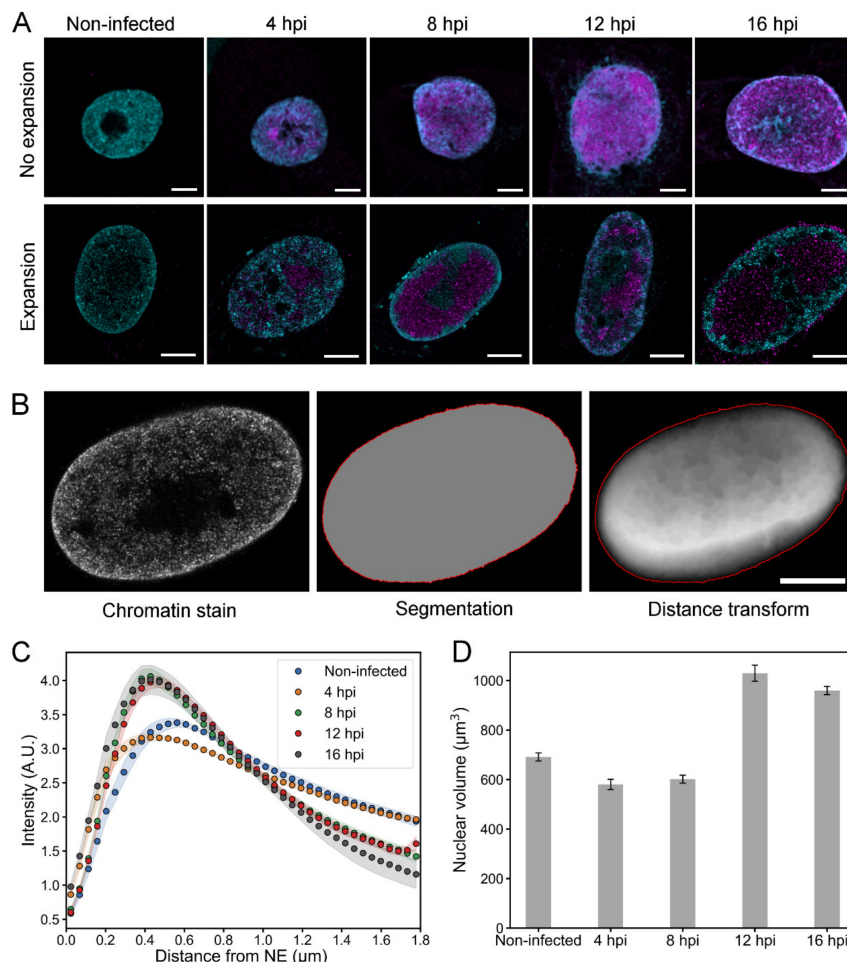 A
Non-infected 4 hpi 8 hpi 12 hpi 16 hpi
No expansion
Expansion
B
Chromatin stain Segmentation Distance transform
C
Intensity (A.U.)
4.0
3.5
3.0
2.5
2.0
1.5
1.0
0.5
Non-infected
4 hpi
8 hpi
12 hpi
16 hpi
0.0 0.2 0.4 0.6 0.8 1.0 1.2 1.4 1.6 1.8
Distance from NE (µm)
D
Nuclear volume (µm³)
1000
800
600
400
200
0
Non-infected 4 hpi 8 hpi 12 hpi 16 hpi